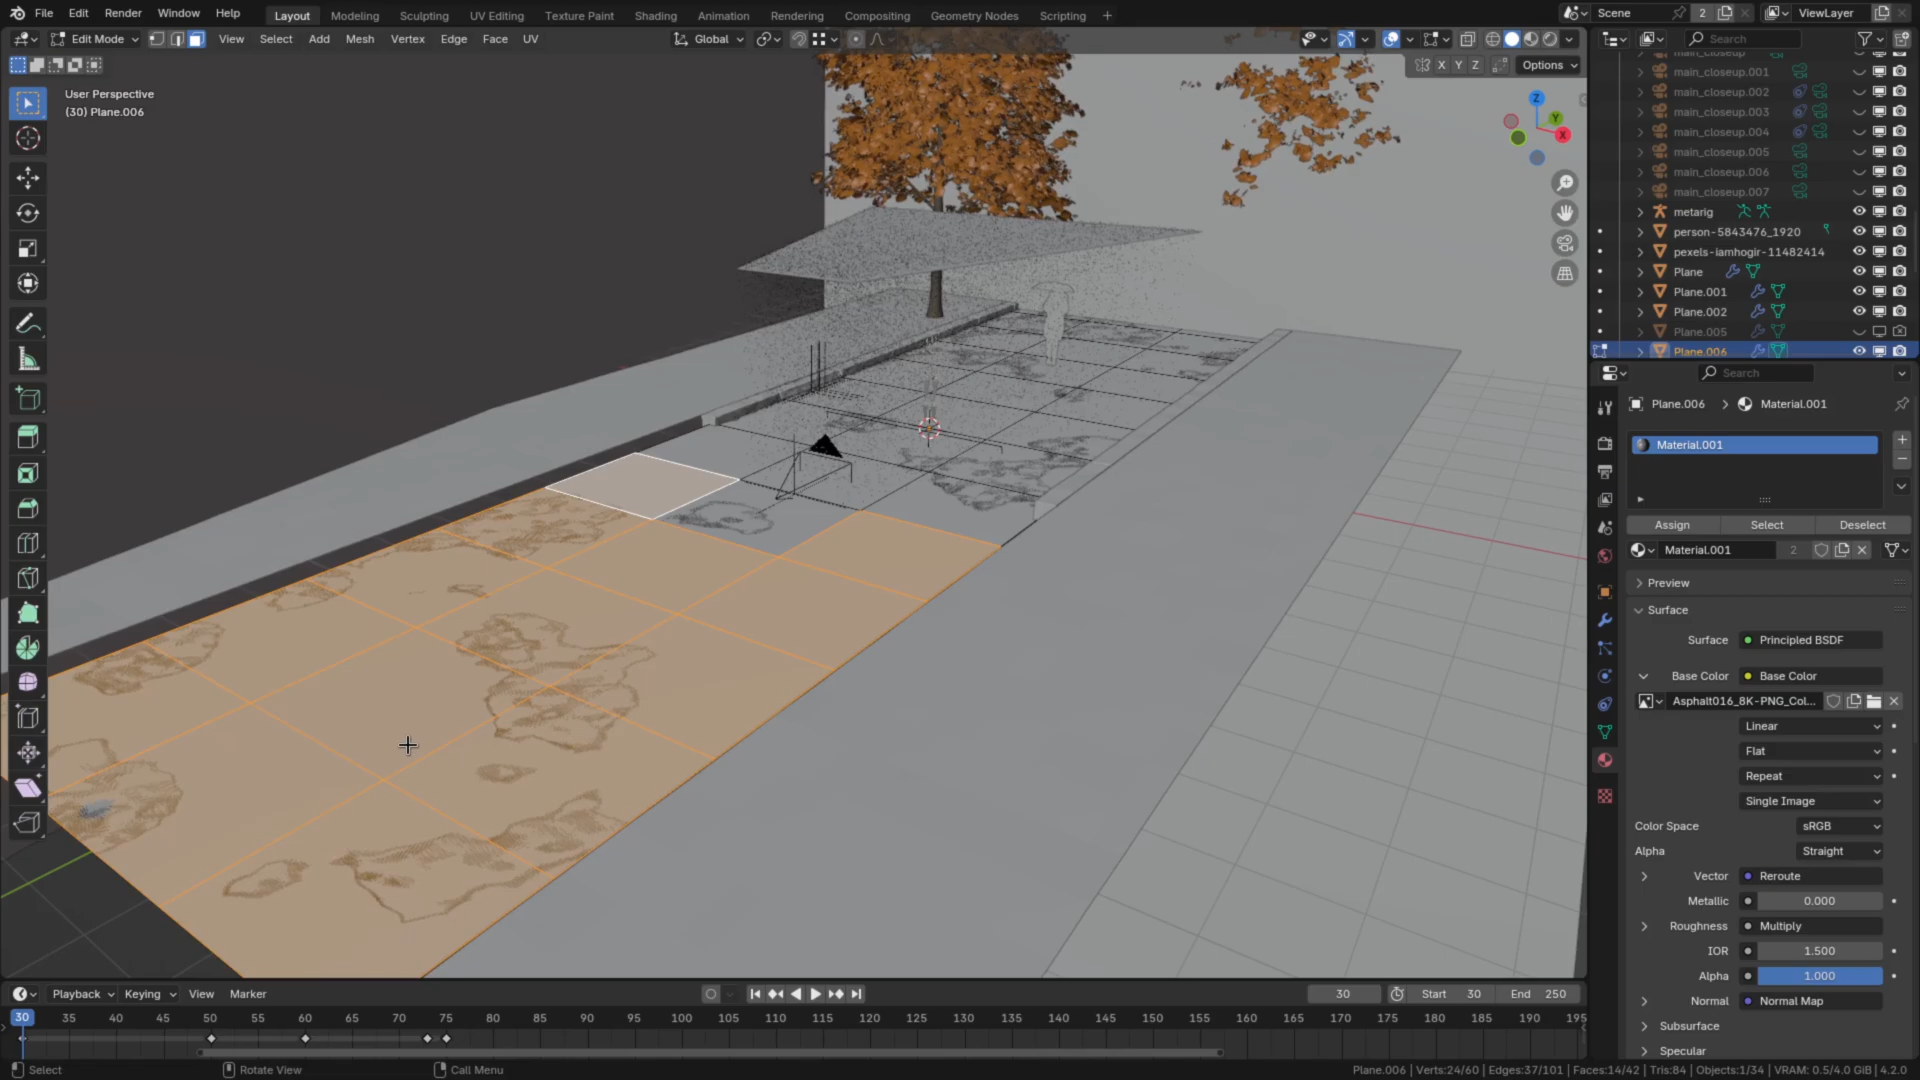 File Edit Render Window Help Layout Modeling Sculpting UV Editing Texture Paint Shading Animation Rendering Compositing Geometry Nodes Scripting + Scene 2 ViewLayer
Edit Mode View Select Add Mesh Vertex Edge Face UV Global Search
X Y Z Options
User Perspective
(30) Plane.006
Z
Y
X
main_closeup
main_closeup.001
main_closeup.002
main_closeup.003
main_closeup.004
main_closeup.005
main_closeup.006
main_closeup.007
metarig
person-5843476_1920
pexels-iamhogir-11482414
Plane
Plane.001
Plane.002
Plane.005
Plane.006
Search
Plane.006 Material.001
Material.001
Assign Select Deselect
Material.001 2
Preview
Surface
Surface Principled BSDF
Base Color Base Color
Asphalt016_8K-PNG_Col...
Linear
Flat
Repeat
Single Image
Color Space sRGB
Alpha Straight
Vector Reroute
Metallic 0.000
Roughness Multiply
IOR 1.500
Alpha 1.000
Normal Normal Map
Subsurface
Specular
Playback Keying View Marker 30 Start 30 End 250
30 35 40 45 50 55 60 65 70 75 80 85 90 95 100 105 110 115 120 125 130 135 140 145 150 155 160 165 170 175 180 185 190 195
Select Rotate View Call Menu Plane.006 | Verts:24/60 | Edges:37/101 | Faces:14/42 | Tris:84 | Objects:1/34 | VRAM: 0.5/4.0 GiB | 4.2.0